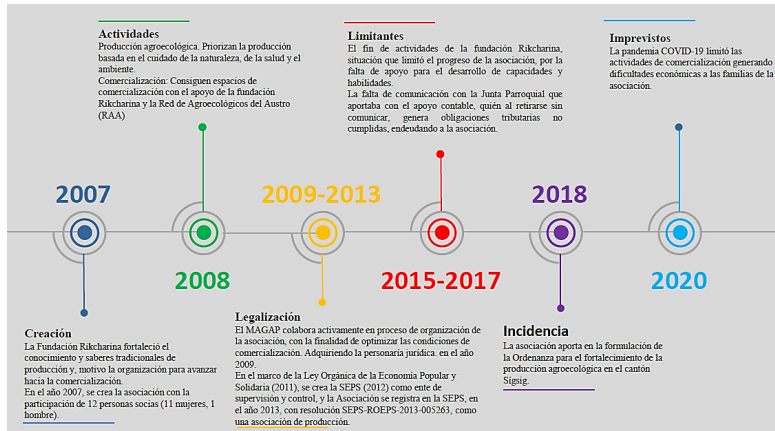 Actividades
Producción agroecológica. Priorizan la producción
basada en el cuidado de la naturaleza, de la salud y el
ambiente.
Comercialización: Consiguen espacios de
comercialización con el apoyo de la fundación
Rikcharina y la Red de Agroecológicos del Austro
(RAA)
Limitantes
El fin de actividades de la fundación Rikcharina,
situación que limitó el progreso de la asociación, por la
falta de apoyo para el desarrollo de capacidades y
habilidades.
La falta de comunicación con la Junta Parroquial que
aportaba con el apoyo contable, quién al retirarse sin
comunicar, genera obligaciones tributarias no
cumplidas, endeudando a la asociación.
Imprevistos
La pandemia COVID-19 limitó las
actividades de comercialización generando
dificultades económicas a las familias de la
asociación.
2007
2009-2013
2018
2008
2015-2017
2020
Creación
La Fundación Rikcharina fortaleció el
conocimiento y saberes tradicionales de
producción y, motivo la organización para avanzar
hacia la comercialización.
En el año 2007, se crea la asociación con la
participación de 12 personas socias (11 mujeres, 1
hombre).
Legalización
El MAGAP colabora activamente en proceso de organización de
la asociación, con la finalidad de optimizar las condiciones de
comercialización. Adquiriendo la personaría jurídica. en el año
2009.
En el marco de la Ley Orgánica de la Economía Popular y
Solidaria (2011), se crea la SEPS (2012) como ente de
supervisión y control, y la Asociación se registra en la SEPS, en
el año 2013, con resolución SEPS-ROEPS-2013-005263, como
una asociación de producción.
Incidencia
La asociación aporta en la formulación de
la Ordenanza para el fortalecimiento de la
producción agroecológica en el cantón
Sígsig.